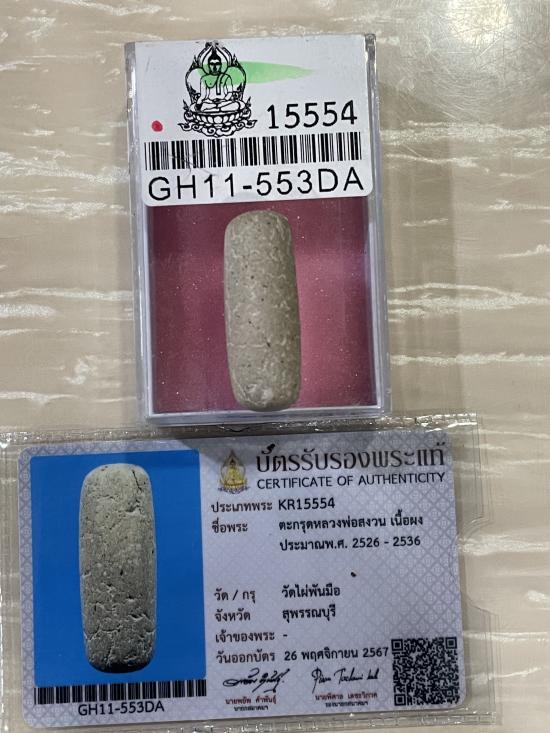 15554
GH11-553DA
บัตรรับรองพระแท้
CERTIFICATE OF AUTHENTICITY
ประเภทพระ KR15554
ชื่อพระ ตะกรุดหลวงพ่อสงวน เนื้อผง
ประมาณพ.ศ. 2526 - 2536
วัด / กรุ วัดไผ่พันมือ
จังหวัด สุพรรณบุรี
เจ้าของพระ -
วันออกบัตร 26 พฤศจิกายน 2567
GH11-553DA